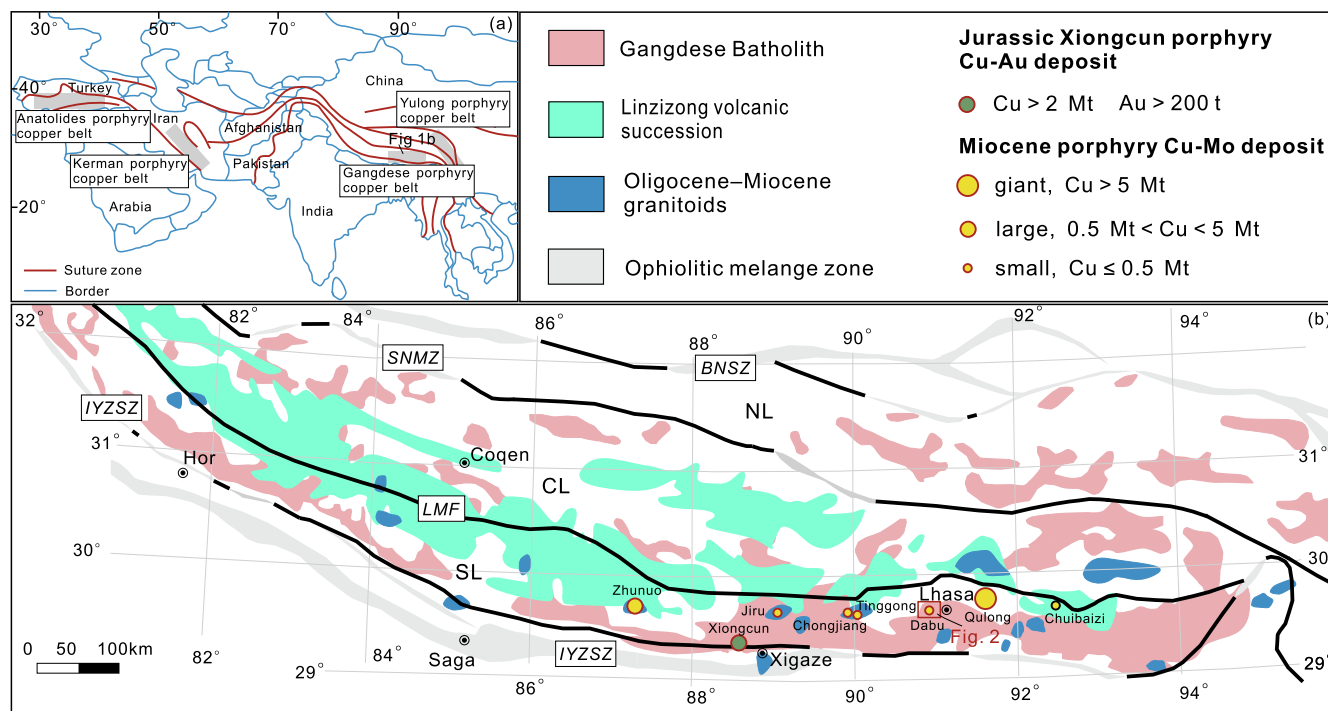 30° 50° 70° 90° (a)
40°
20°
Turkey
China
Anatolides porphyry
copper belt
Iran
Yulong porphyry
copper belt
Afghanistan
Fig 1b
Kerman porphyry
copper belt
Pakistan
Gangdese porphyry
copper belt
Arabia
India
Suture zone
Border
Gangdese Batholith
Linzizong volcanic
succession
Oligocene–Miocene
granitoids
Ophiolitic melange zone
Jurassic Xiongcun porphyry
Cu-Au deposit
Cu > 2 Mt Au > 200 t
Miocene porphyry Cu-Mo deposit
giant, Cu > 5 Mt
large, 0.5 Mt < Cu < 5 Mt
small, Cu ≤ 0.5 Mt
32° 82° 84° 86° 88° 90° 92° 94° (b)
SNMZ
BNSZ
IYZSZ
NL
31°
Hor
Coqen
31°
CL
LMF
30°
30°
SL
Zhunuo
Jiru
Chongjiang
Tinggong
Lhasa
Dabu
Qulong
Chuibaizi
Fig. 2
Xiongcun
IYZSZ
Xigaze
Saga
0 50 100km
82° 84° 29° 86° 88° 90° 92° 94° 29°